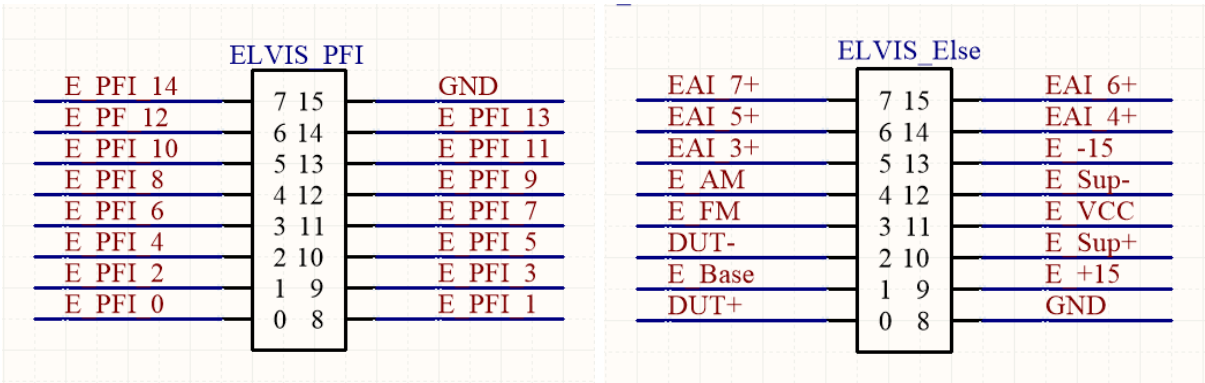 ELVIS_PFI
E_PFI_14 7 15 GND
E_PF_12 6 14 E_PFI_13
E_PFI_10 5 13 E_PFI_11
E_PFI_8 4 12 E_PFI_9
E_PFI_6 3 11 E_PFI_7
E_PFI_4 2 10 E_PFI_5
E_PFI_2 1 9 E_PFI_3
E_PFI_0 0 8 E_PFI_1
ELVIS_Else
EAI_7+ 7 15 EAI_6+
EAI_5+ 6 14 EAI_4+
EAI_3+ 5 13 E_-15
E_AM 4 12 E_Sup-
E_FM 3 11 E_VCC
DUT- 2 10 E_Sup+
E_Base 1 9 E_+15
DUT+ 0 8 GND